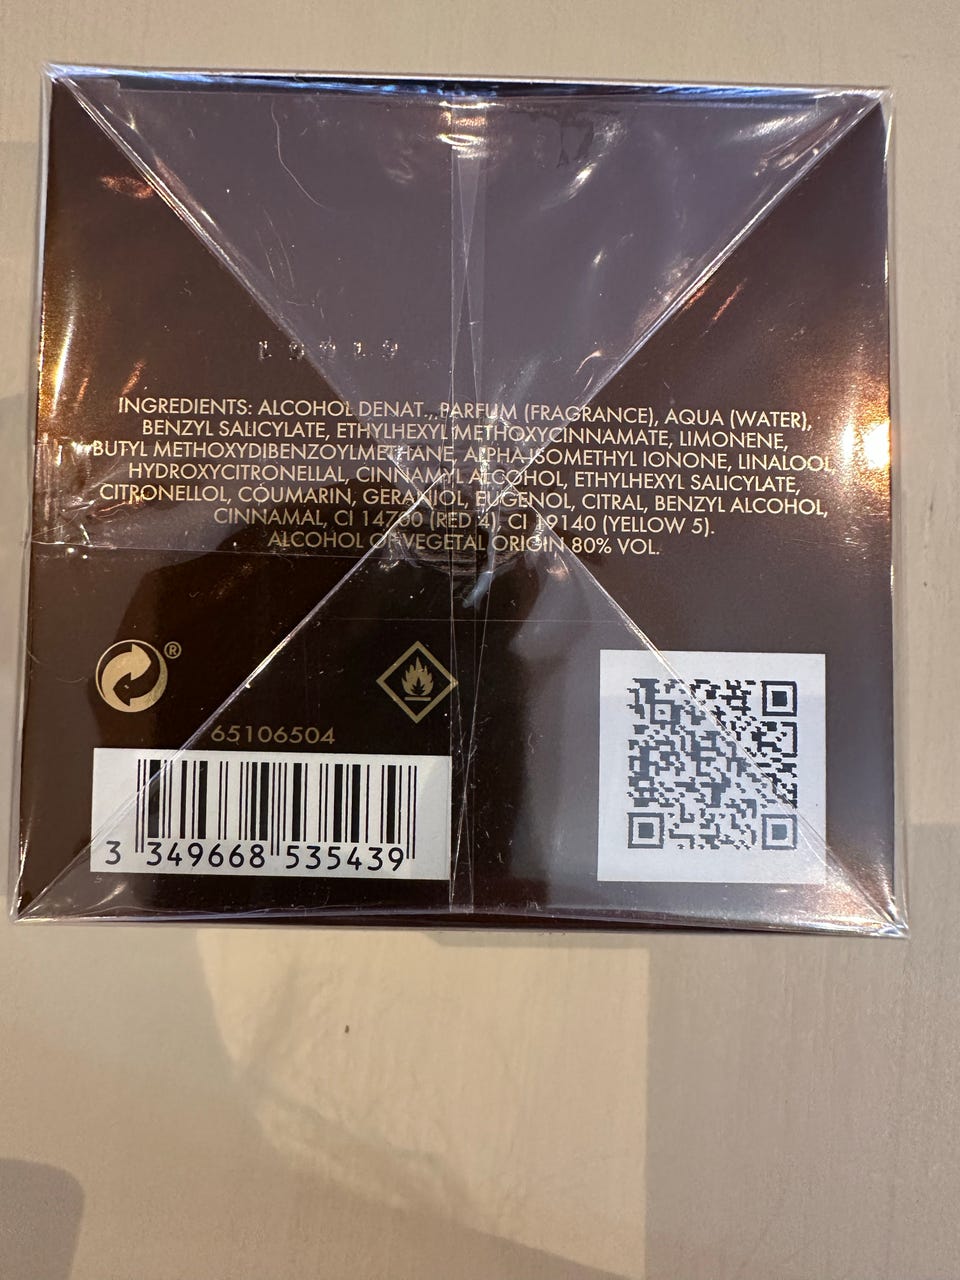 INGREDIENTS: ALCOHOL DENAT., PARFUM (FRAGRANCE), AQUA (WATER),
BENZYL SALICYLATE, ETHYLHEXYL METHOXYCINNAMATE, LIMONENE,
BUTYL METHOXYDIBENZOYLMETHANE, ALPHA-ISOMETHYL IONONE, LINALOOL,
HYDROXYCITRONELLAL, CINNAMYL ALCOHOL, ETHYLHEXYL SALICYLATE,
CITRONELLOL, COUMARIN, GERANIOL, EUGENOL, CITRAL, BENZYL ALCOHOL,
CINNAMAL, CI 14700 (RED 4), CI 19140 (YELLOW 5).
ALCOHOL OF VEGETAL ORIGIN 80% VOL.
®
65106504
3 349668 535439